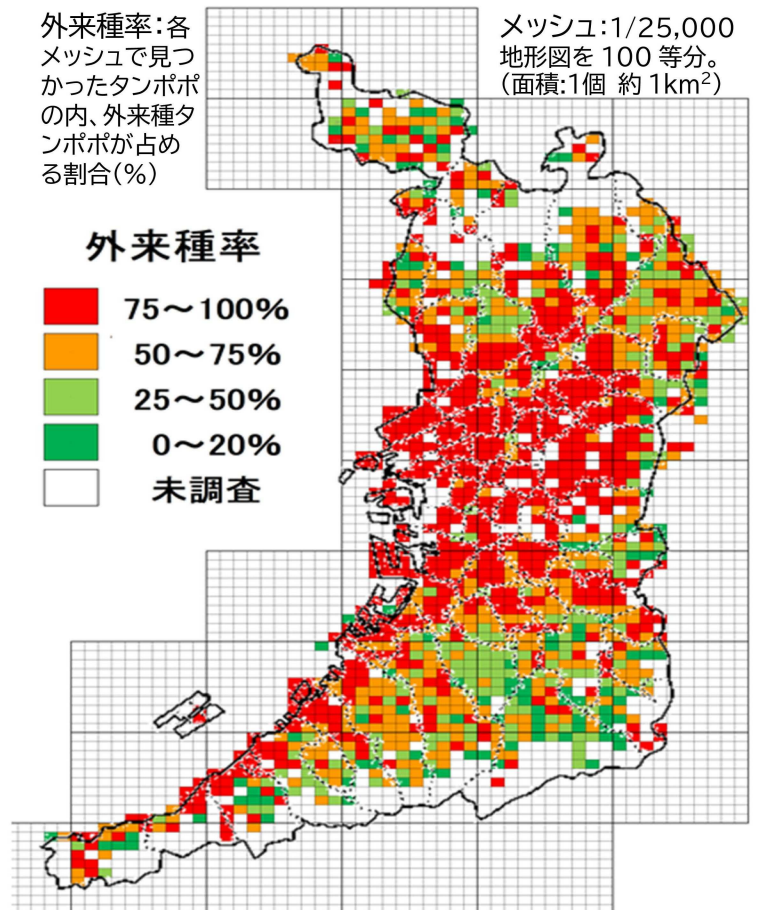 外来種率：各
メッシュで見つ
かったタンポポ
の内、外来種タ
ンポポが占め
る割合（％）
メッシュ：1/25,000
地形図を100等分。
（面積：1個 約1km²）
外来種率
75～100%
50～75%
25～50%
0～20%
未調査